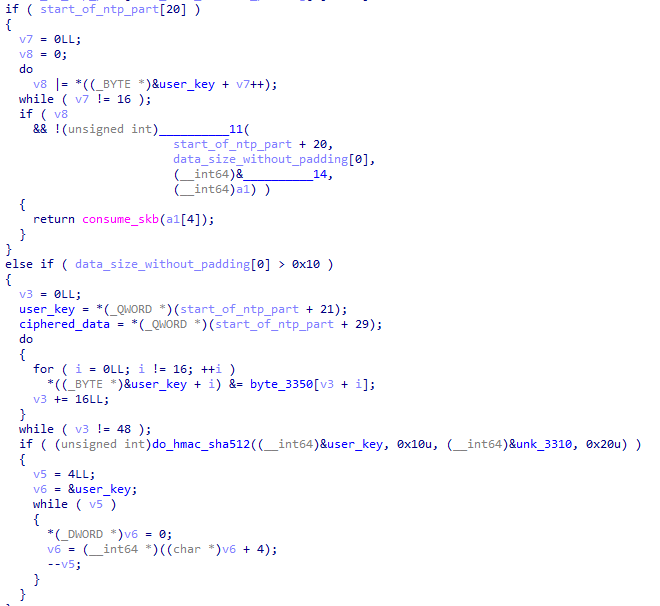 if ( start_of_ntp_part[20] )
{
v7 = 0LL;
v8 = 0;
do
v8 |= *((_BYTE *)&user_key + v7++);
while ( v7 != 16 );
if ( v8
&& !(unsigned int)__________11(
start_of_ntp_part + 20,
data_size_without_padding[0],
(__int64)&__________14,
(__int64)a1) )
{
return consume_skb(a1[4]);
}
}
else if ( data_size_without_padding[0] > 0x10 )
{
v3 = 0LL;
user_key = *(_QWORD *)(start_of_ntp_part + 21);
ciphered_data = *(_QWORD *)(start_of_ntp_part + 29);
do
{
for ( i = 0LL; i != 16; ++i )
*((_BYTE *)&user_key + i) &= byte_3350[v3 + i];
v3 += 16LL;
}
while ( v3 != 48 );
if ( (unsigned int)do_hmac_sha512((__int64)&user_key, 0x10u, (__int64)&unk_3310, 0x20u) )
{
v5 = 4LL;
v6 = &user_key;
while ( v5 )
{
*(_DWORD *)v6 = 0;
v6 = (__int64 *)((char *)v6 + 4);
--v5;
}
}